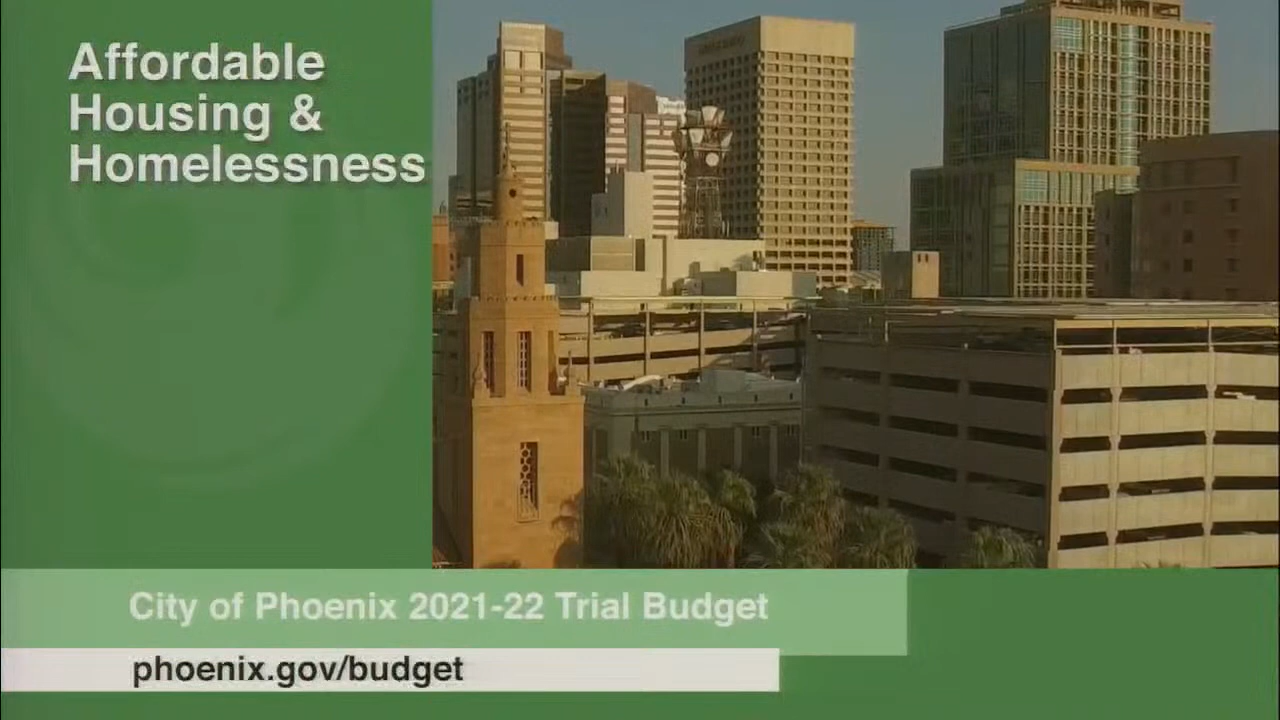 Affordable
Housing &
Homelessness
City of Phoenix 2021-22 Trial Budget
phoenix.gov/budget